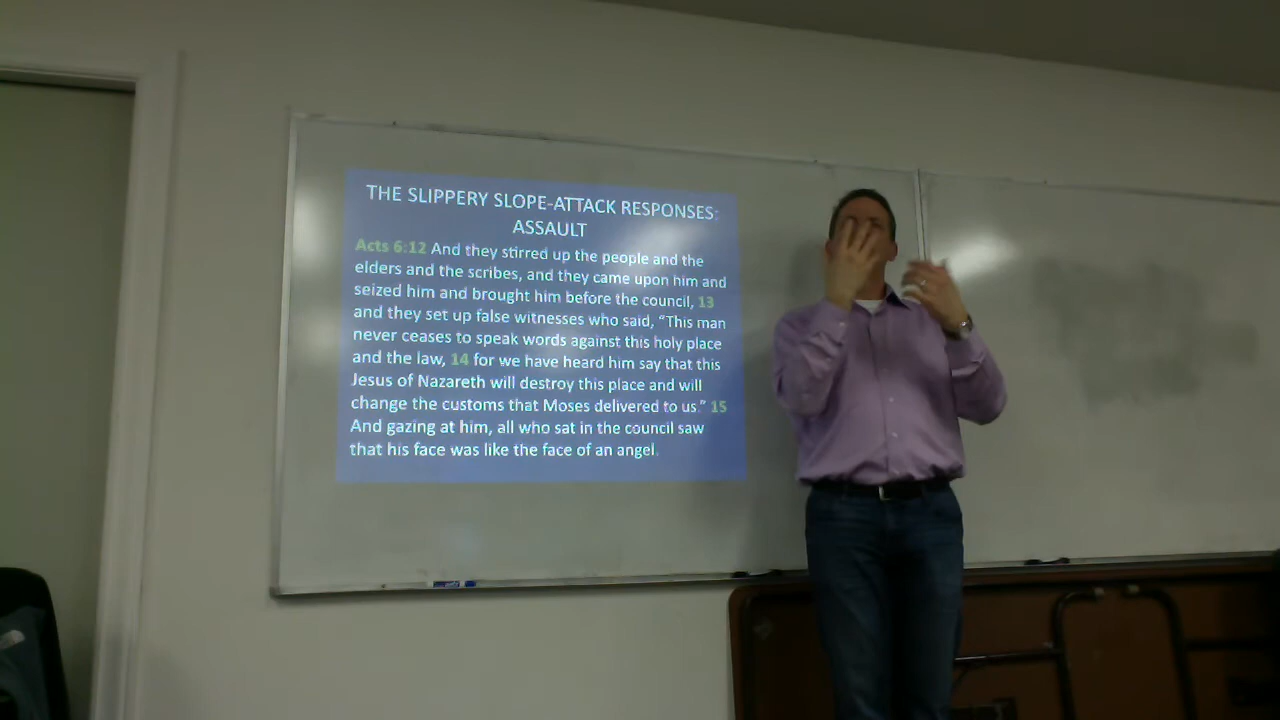 THE SLIPPERY SLOPE-ATTACK RESPONSES:
ASSAULT
Acts 6:12 And they stirred up the people and the
elders and the scribes, and they came upon him and
seized him and brought him before the council, 13
and they set up false witnesses who said, “This man
never ceases to speak words against this holy place
and the law, 14 for we have heard him say that this
Jesus of Nazareth will destroy this place and will
change the customs that Moses delivered to us.” 15
And gazing at him, all who sat in the council saw
that his face was like the face of an angel.